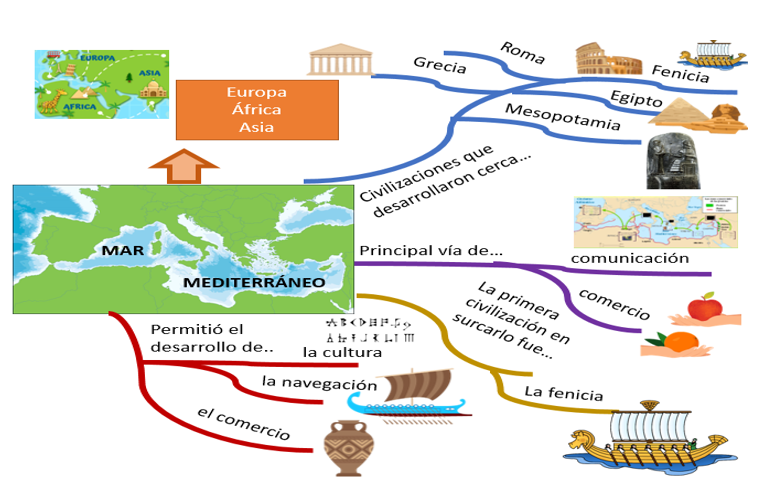 EUROPA
ASIA
AFRICA
Europa
África
Asia
MAR
MEDITERRÁNEO
Civilizaciones que
desarrollaron cerca...
Grecia
Roma
Fenicia
Egipto
Mesopotamia
Principal vía de...
comunicación
comercio
La primera
civilización en
surcarlo fue...
La fenicia
Permitió el
desarrollo de..
la cultura
la navegación
el comercio